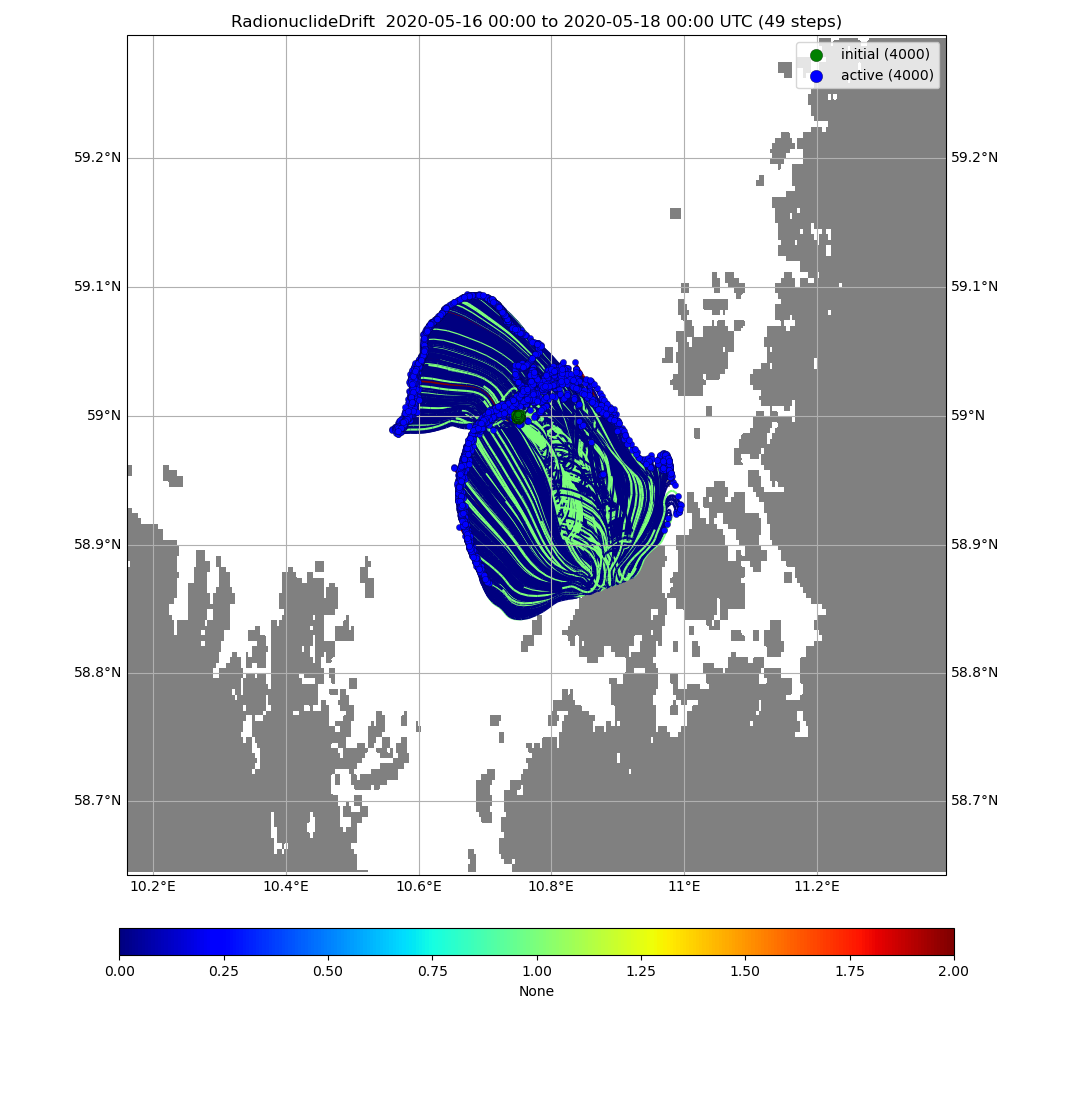 RadionuclideDrift  2020-05-16 00:00 to 2020-05-18 00:00 UTC (49 steps)
initial (4000)
active (4000)
59.2°N 59.2°N
59.1°N 59.1°N
59°N 59°N
58.9°N 58.9°N
58.8°N 58.8°N
58.7°N 58.7°N
10.2°E 10.4°E 10.6°E 10.8°E 11°E 11.2°E
0.00 0.25 0.50 0.75 1.00 1.25 1.50 1.75 2.00
None